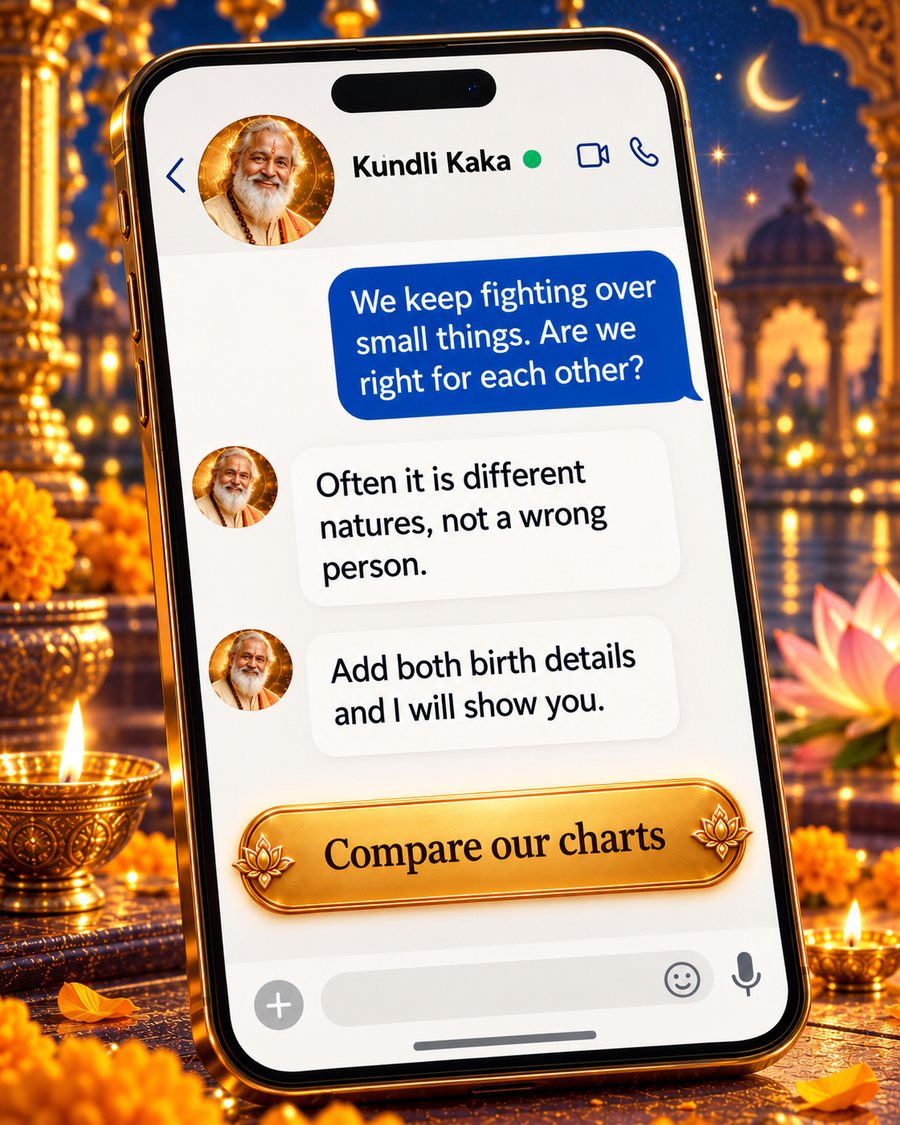 Kundli Kaka
We keep fighting over
small things. Are we
right for each other?
Often it is different
natures, not a wrong
person.
Add both birth details
and I will show you.
Compare our charts